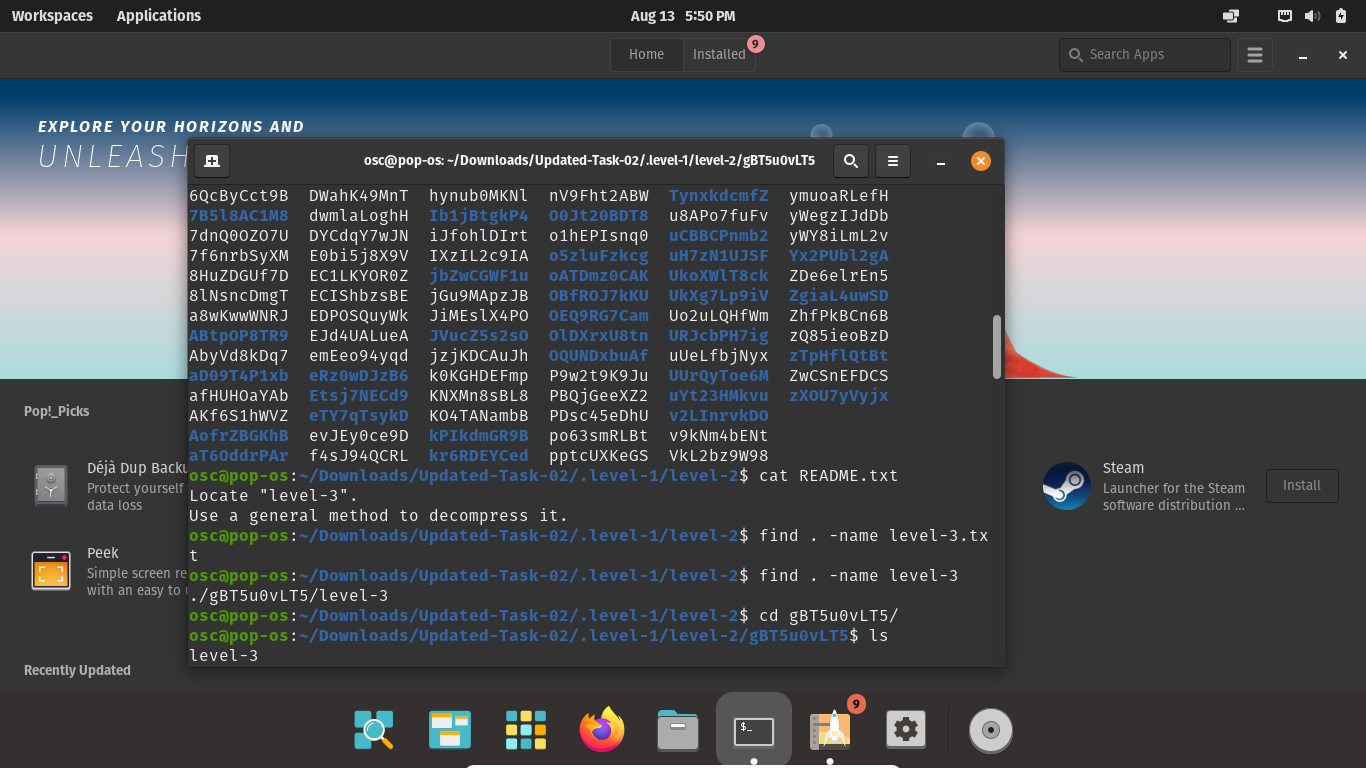 Workspaces Applications Aug 13 5:50 PM
Home Installed 9 Search Apps
EXPLORE YOUR HORIZONS AND
UNLEASH
osc@pop-os: ~/Downloads/Updated-Task-02/.level-1/level-2/gBT5u0vLT5
6QcByCct9B DWahK49MnT hynub0MKNl nV9Fht2ABW TynxkdcmfZ ymuoaRLefH
7B5l8AC1M8 dwmlaLoghH Ib1jBtgkP4 O0Jt20BDT8 u8APo7fuFv yWegzIJdDb
7dnQ0OZO7U DYCdqY7wJN iJfohlDIrt o1hEPIsnq0 uCBBCPnmb2 yWY8iLmL2v
7f6nrbSyXM E0bi5j8X9V IXzIL2c9IA o5zluFzkcg uH7zN1UJSF Yx2PUbl2gA
8HuZDGUf7D EC1LKYOR0Z jbZwCGWF1u oATDmz0CAK UkoXWlT8ck ZDe6elrEn5
8lNsncDmgT ECIShbzsBE jGu9MApzJB OBfROJ7kKU UkXg7Lp9iV ZgiaL4uwSD
a8wKwwWNRJ EDPOSQuyWk JiMEslX4PO OEQ9RG7Cam Uo2uLQHfWm ZhfPkBCn6B
ABtpOP8TR9 EJd4UALueA JVucZ5s2sO OlDXrxU8tn URJcbPH7ig zQ85ieoBzD
AbyVd8kDq7 emEeo94yqd jzjKDCAuJh OQUNDxbuAf uUeLfbjNyx zTpHflQtBt
aD09T4P1xb eRz0wDJzB6 k0KGHDEFmp P9w2t9K9Ju UUrQyToe6M ZwCSnEFDCS
afHUHOaYAb Etsj7NECd9 KNXMn8sBL8 PBQjGeeXZ2 uYt23HMkvu zXOU7yVyjx
AKf6S1hWVZ eTY7qTsykD KO4TANambB PDsc45eDhU v2LInrvkDO
AofrZBGKhB evJEy0ce9D kPIkdmGR9B po63smRLBt v9kNm4bENt
aT6OddrPAr f4sJ94QCRL kr6RDEYCed pptcUXKeGS VkL2bz9W98
osc@pop-os:~/Downloads/Updated-Task-02/.level-1/level-2$ cat README.txt
Locate "level-3".
Use a general method to decompress it.
osc@pop-os:~/Downloads/Updated-Task-02/.level-1/level-2$ find . -name level-3.tx
t
osc@pop-os:~/Downloads/Updated-Task-02/.level-1/level-2$ find . -name level-3
./gBT5u0vLT5/level-3
osc@pop-os:~/Downloads/Updated-Task-02/.level-1/level-2$ cd gBT5u0vLT5/
osc@pop-os:~/Downloads/Updated-Task-02/.level-1/level-2/gBT5u0vLT5$ ls
level-3
Pop!_Picks
Déjà Dup Backu
Protect yourself
data loss
Steam
Launcher for the Steam
software distribution ...
Install
Peek
Simple screen re
with an easy to
Recently Updated
$_
9